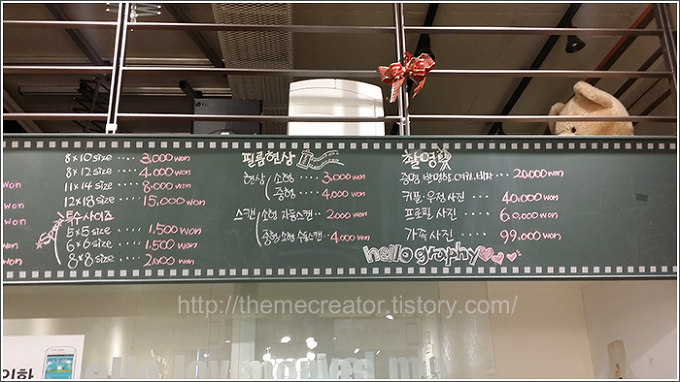 8×10 size ···· 3,000 won
8×12 size .... 4,000 won
11×14 size ··· 8,000 won
12×18 size ··· 15,000 won
특수사이즈
5×5 size ···· 1,500 won
6×6 size .... 1,500 won
8×8 size ··· 2,000 won
won
won
won
필름현상
현상 소형 ··· 3,000 won
중형 ···· 4,000 won
스캔 소형 자동스캔 ·· 2,000 won
중형·소형 수동스캔 ·· 4,000 won
촬영
증명, 반명함, 여권, 비자 ··· 20,000 won
커플·우정사진 ···· 40,000 won
프로필 사진 ···· 60,000 won
가족사진 ··· 99,000 won
hello graphy
http://themecreator.tistory.com/
LG